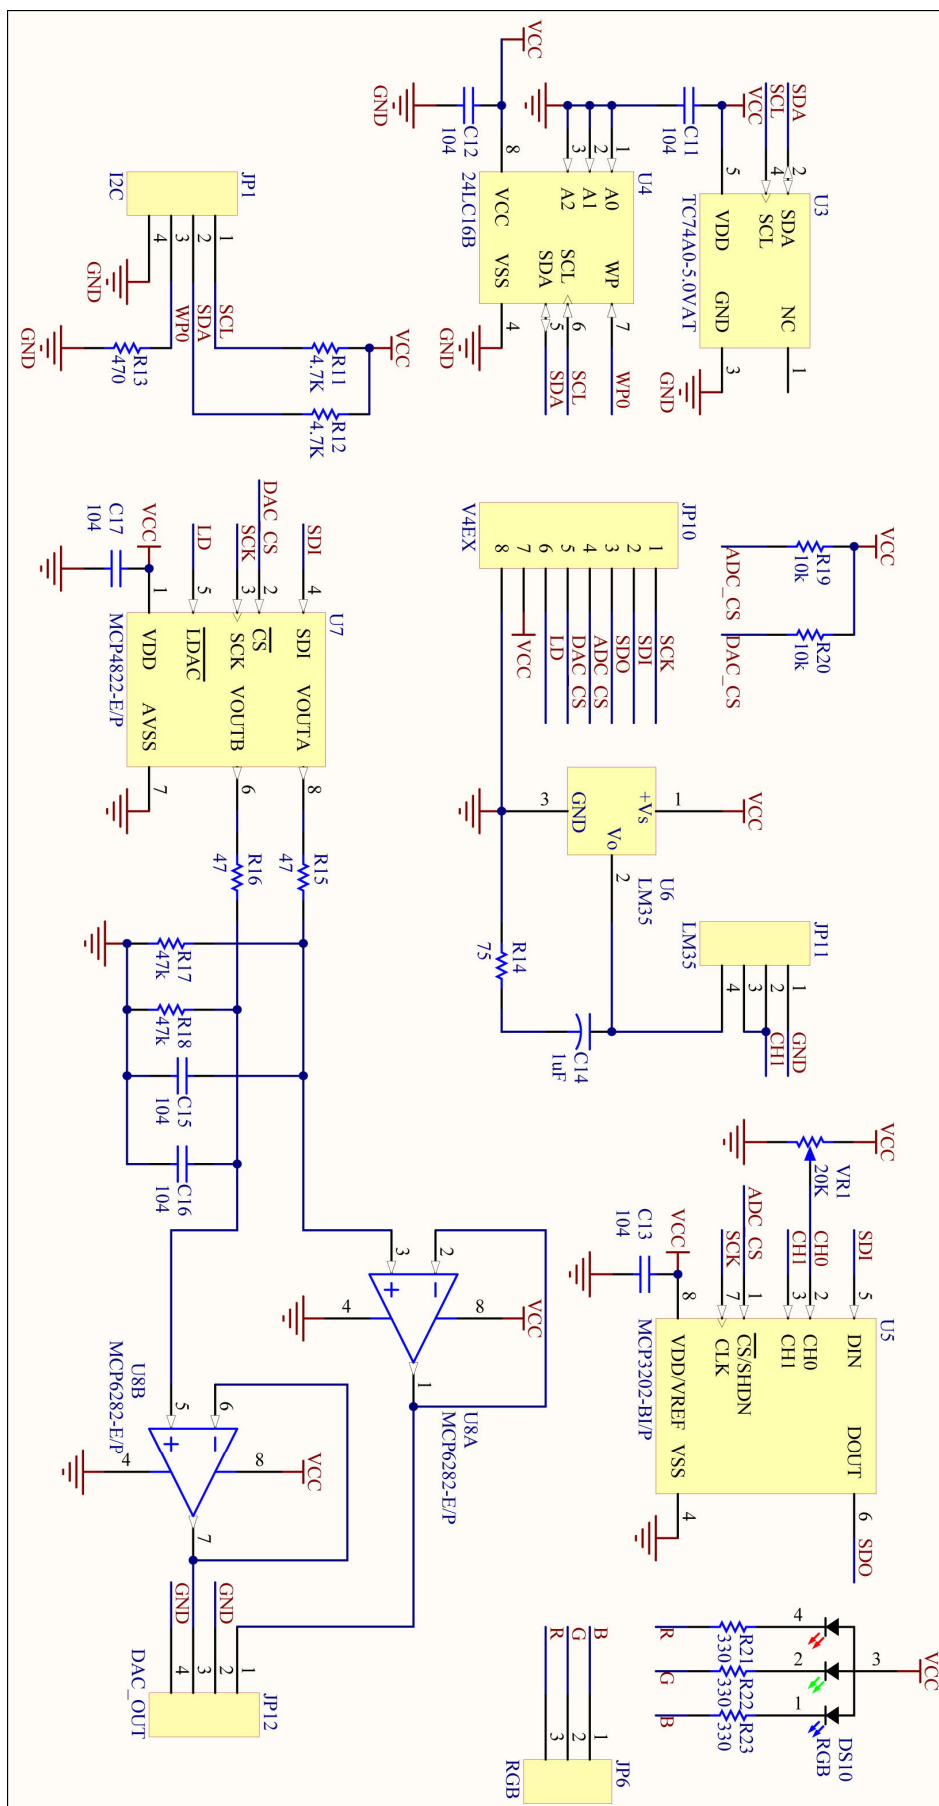 VCC
C12
104
GND
8
VCC
VSS
4
GND
3
2
1
A2
A1
A0
SCL
SDA
WP
5
6
7
SDA
SCL
WP0
U4
24LC16B
C11
104
VCC
SCL
SDA
5
4
2
U3
TC74A0-5.0VAT
VDD
SCL
SDA
GND
NC
3
1
GND
JP1
I2C
1
2
3
4
SCL
SDA
WP0
GND
R13
470
GND
R11
4.7K
R12
4.7K
VCC
JP10
V4EX
1
2
3
4
5
6
7
8
SCK
SDI
SDO
ADC_CS
DAC_CS
LD
VCC
VCC
R19
10k
R20
10k
ADC_CS
DAC_CS
SDI
DAC_CS
SCK
LD
VCC
C17
104
4
2
3
5
1
U7
MCP4822-E/P
SDI
CS
SCK
LDAC
VDD
VOUTA
VOUTB
AVSS
8
6
7
R15
47
R16
47
R17
47k
R18
47k
C15
104
C16
104
VCC
1
+Vs
GND
Vo
3
2
U6
LM35
R14
75
C14
1uF
JP11
LM35
1
2
3
4
GND
CH1
VCC
VR1
20K
SDI
CH0
CH1
ADC_CS
SCK
VCC
C13
104
5
2
3
1
7
8
U5
MCP3202-BI/P
DIN
CH0
CH1
CS/SHDN
CLK
VDD/VREF
DOUT
VSS
6
4
SDO
2
3
8
4
1
VCC
U8A
MCP6282-E/P
6
5
8
4
7
VCC
U8B
MCP6282-E/P
GND
GND
1
2
3
4
JP12
DAC_OUT
VCC
3
4
2
1
DS10
RGB
R21
330
R22
330
R23
330
R
G
B
B
G
R
1
2
3
JP6
RGB